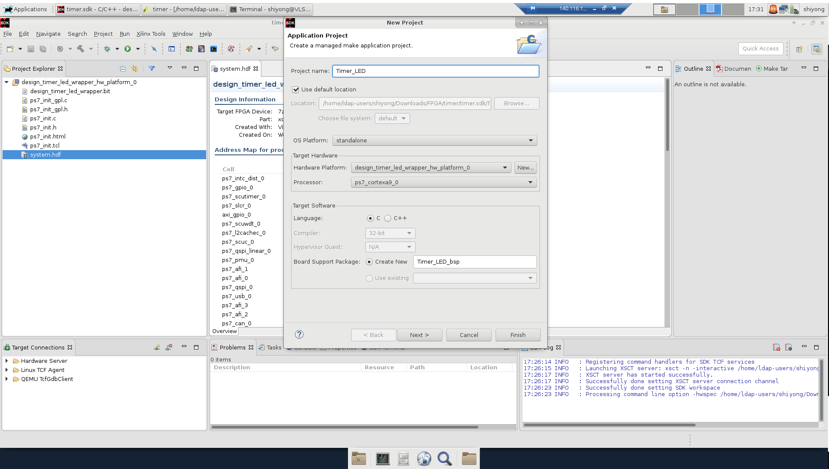 Applications
timer.sdk - C/C++ - des...
timer - [/home/ldap-use...
Terminal - shiyong@VLS...
140.116.1...
17:31
shiyong
SDK
New Project
File Edit Navigate Search Project Run Xilinx Tools Window Help
Quick Access
Project Explorer
design_timer_led_wrapper_hw_platform_0
design_timer_led_wrapper.bit
ps7_init_gpl.c
ps7_init_gpl.h
ps7_init.c
ps7_init.h
ps7_init.html
ps7_init.tcl
system.hdf
system.hdf
design_timer_led_wrapp
Design Information
Target FPGA Device: 7z
Part: xc
Created With: Vi
Created On: We
Address Map for proc
Cell
ps7_intc_dist_0
ps7_gpio_0
ps7_scutimer_0
ps7_slcr_0
axi_gpio_0
ps7_scuwdt_0
ps7_l2cachec_0
ps7_scuc_0
ps7_qspi_linear_0
ps7_pmu_0
ps7_afi_1
ps7_afi_0
ps7_qspi_0
ps7_usb_0
ps7_afi_3
ps7_afi_2
ps7_can_0
Overview
Application Project
Create a managed make application project.
Project name: Timer_LED
Use default location
Location: /home/ldap-users/shiyong/Downloads/FPGA/timer/timer.sdk/T
Browse...
Choose file system: default
OS Platform: standalone
Target Hardware
Hardware Platform: design_timer_led_wrapper_hw_platform_0
New...
Processor: ps7_cortexa9_0
Target Software
Language: C C++
Compiler: 32-bit
Hypervisor Guest: N/A
Board Support Package: Create New Timer_LED_bsp
Use existing
< Back
Next >
Cancel
Finish
Outline
Documen
Make Tar
An outline is not available.
Target Connections
Hardware Server
Linux TCF Agent
QEMU TcfGdbClient
Problems
Tasks
0 items
Description Resource Path Location
Log
17:26:14 INFO : Registering command handlers for SDK TCF services
17:26:15 INFO : Launching XSCT server: xsct -n -interactive /home/ldap-users/shiyong
17:26:17 INFO : XSCT server has started successfully.
17:26:17 INFO : Successfully done setting XSCT server connection channel
17:26:23 INFO : Successfully done setting SDK workspace
17:26:23 INFO : Processing command line option -hwspec /home/ldap-users/shiyong/Down